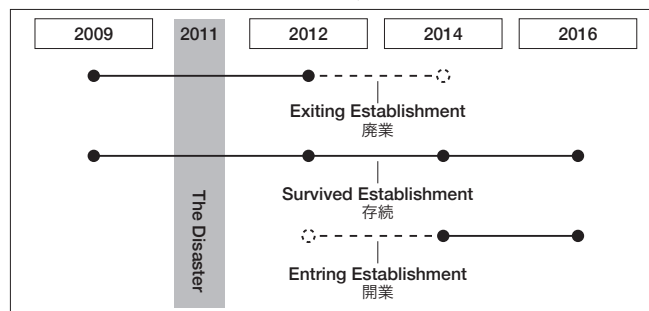 2009 2011 2012 2014 2016
Exiting Establishment
廃業
Survived Establishment
存続
The Disaster
Entring Establishment
開業